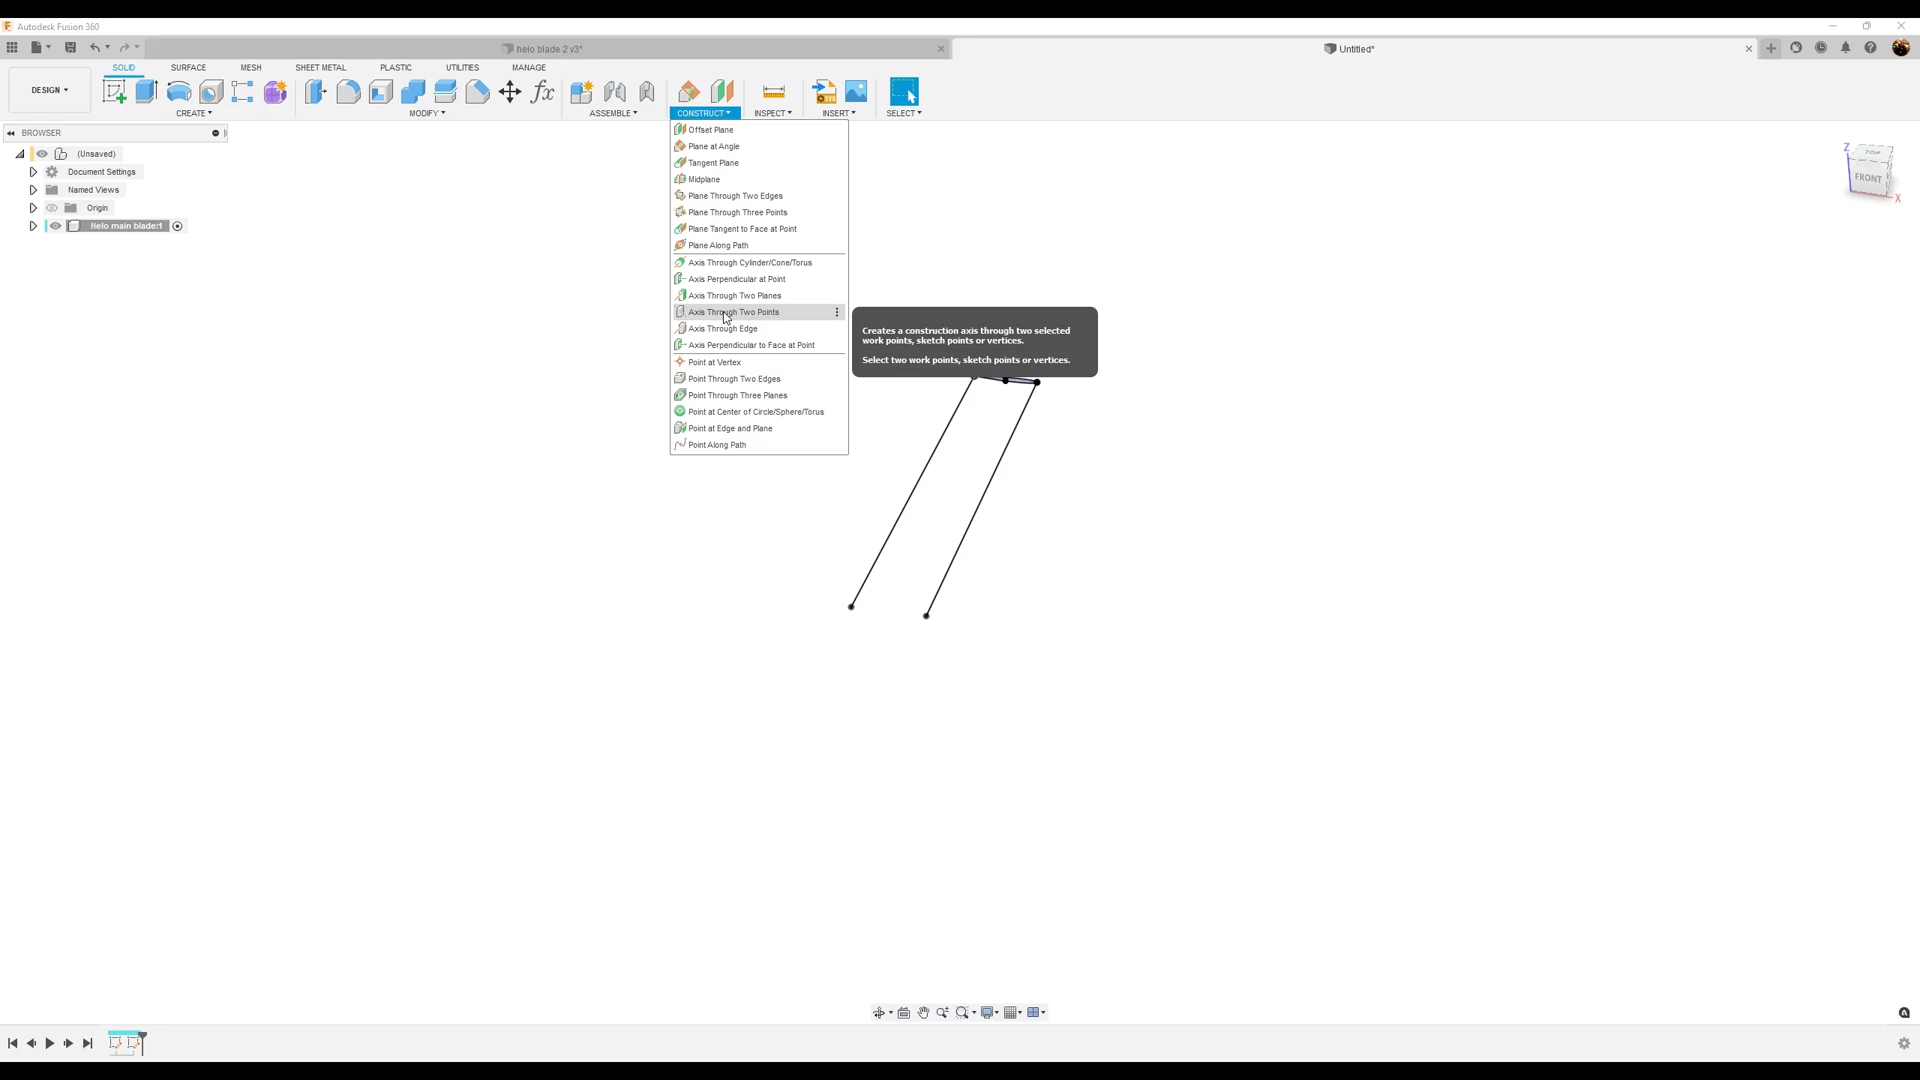 Autodesk Fusion 360
helo blade 2 v3*
Untitled*
SOLID SURFACE MESH SHEET METAL PLASTIC UTILITIES MANAGE
DESIGN
CREATE MODIFY ASSEMBLE CONSTRUCT INSPECT INSERT SELECT
BROWSER
(Unsaved)
Document Settings
Named Views
Origin
Helo main blade:1
Offset Plane
Plane at Angle
Tangent Plane
Midplane
Plane Through Two Edges
Plane Through Three Points
Plane Tangent to Face at Point
Plane Along Path
Axis Through Cylinder/Cone/Torus
Axis Perpendicular at Point
Axis Through Two Planes
Axis Through Two Points
Axis Through Edge
Axis Perpendicular to Face at Point
Point at Vertex
Point Through Two Edges
Point Through Three Planes
Point at Center of Circle/Sphere/Torus
Point at Edge and Plane
Point Along Path
Creates a construction axis through two selected
work points, sketch points or vertices.
Select two work points, sketch points or vertices.
Z
TOP
FRONT
X